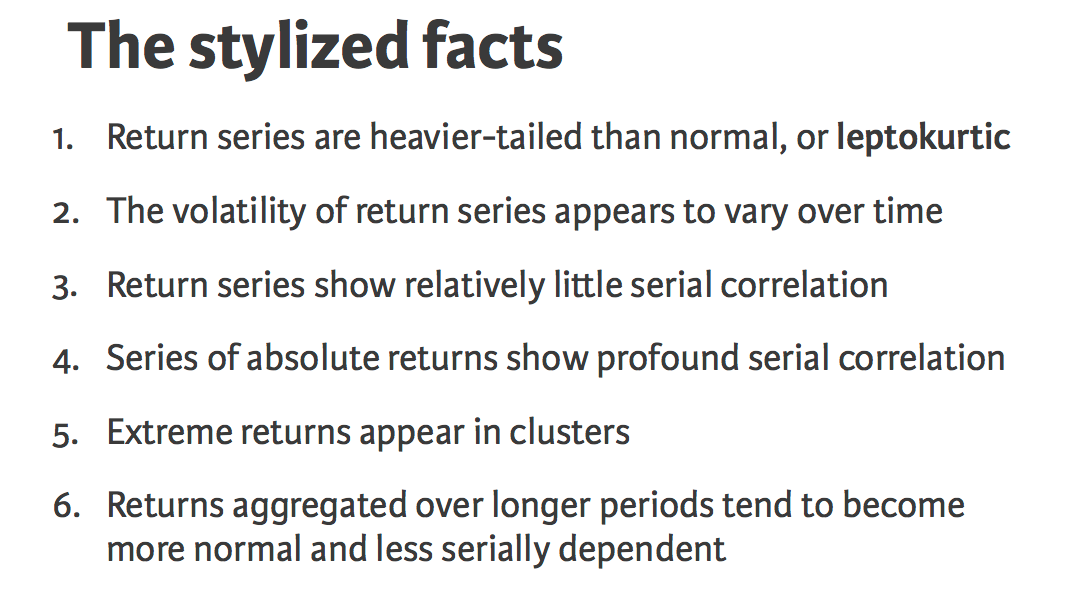 The stylized facts
1. Return series are heavier-tailed than normal, or leptokurtic
2. The volatility of return series appears to vary over time
3. Return series show relatively little serial correlation
4. Series of absolute returns show profound serial correlation
5. Extreme returns appear in clusters
6. Returns aggregated over longer periods tend to become
more normal and less serially dependent